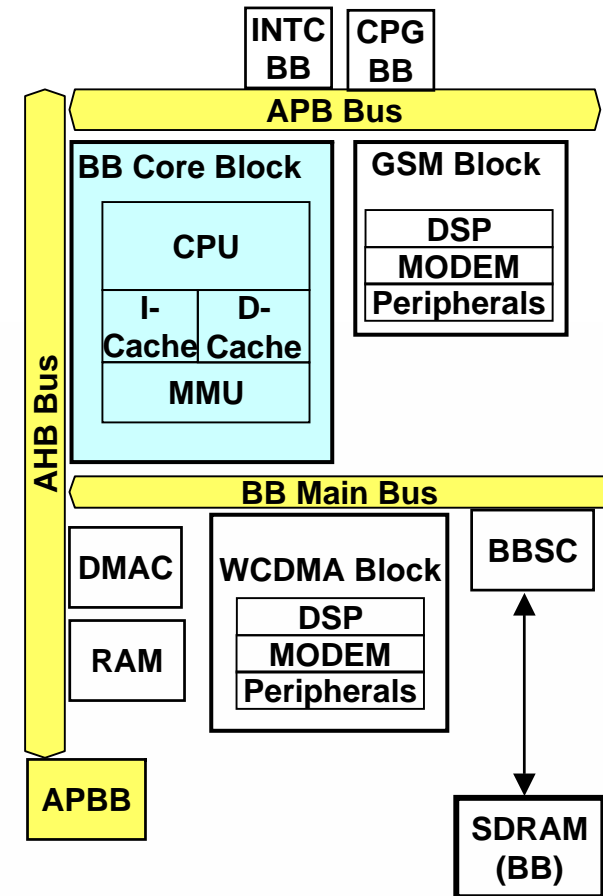 INTC
BB
CPG
BB
APB Bus
AHB Bus
BB Core Block
CPU
I-
Cache
D-
Cache
MMU
GSM Block
DSP
MODEM
Peripherals
BB Main Bus
DMAC
RAM
WCDMA Block
DSP
MODEM
Peripherals
BBSC
APBB
SDRAM
(BB)